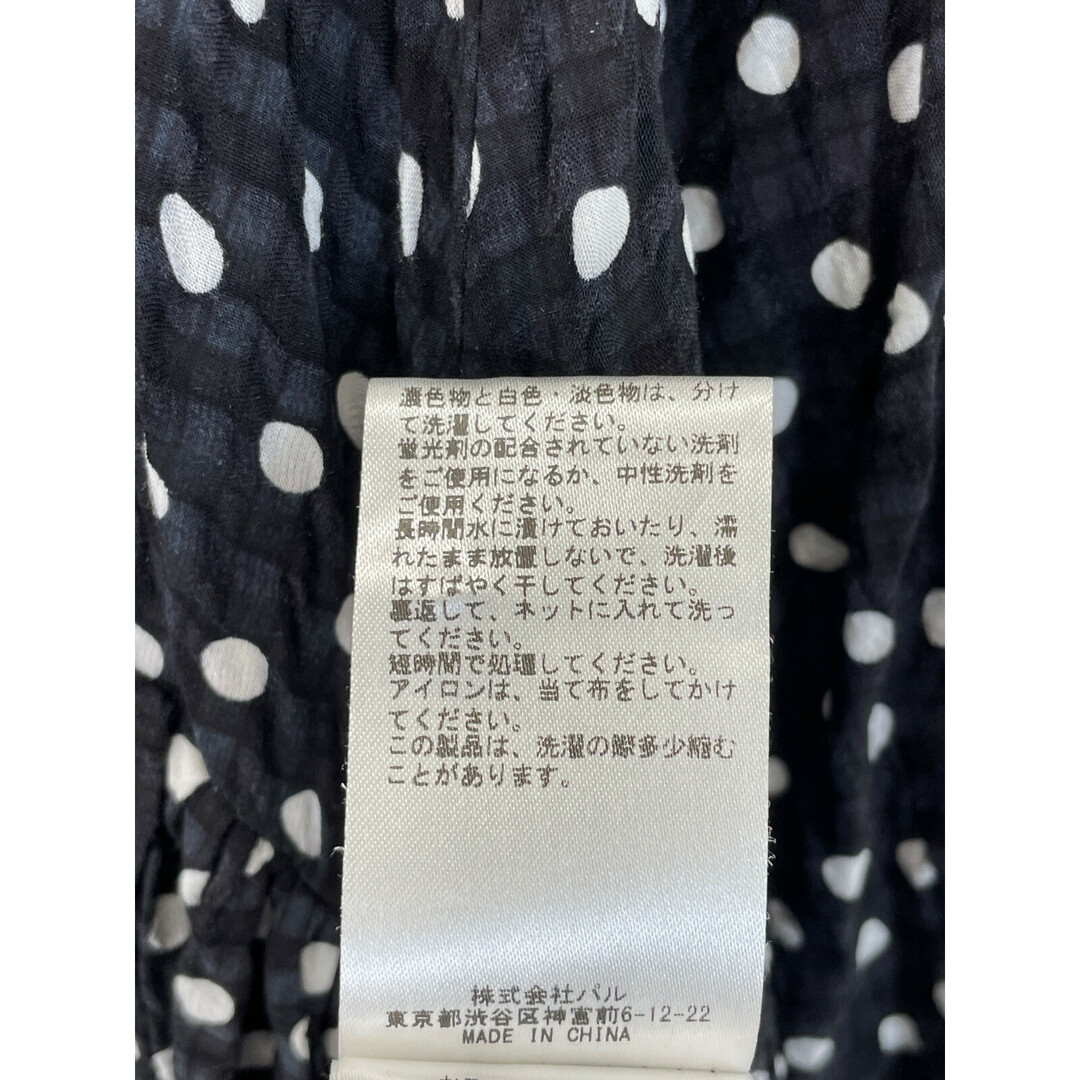 濃色物と白色・淡色物は、分け
て洗濯してください。
蛍光剤の配合されていない洗剤
をご使用になるか、中性洗剤を
ご使用ください。
長時間水に漬けておいたり、濡
れたまま放置しないで、洗濯後
はすばやく干してください。
裏返して、ネットに入れて洗っ
てください。
短時間で処理してください。
アイロンは、当て布をしてかけ
てください。
この製品は、洗濯の際多少縮む
ことがあります。
株式会社パル
東京都渋谷区神宮前6-12-22
MADE IN CHINA